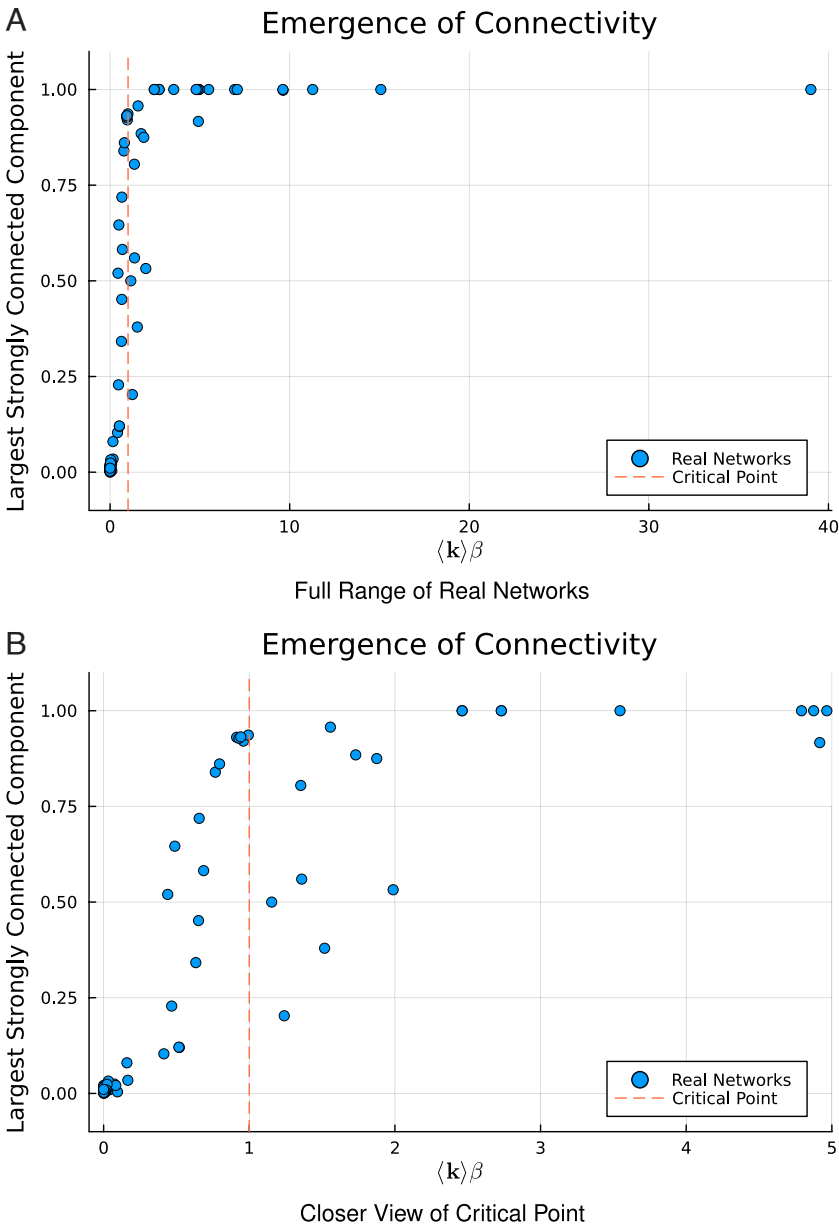 A
Emergence of Connectivity
Largest Strongly Connected Component
1.00
0.75
0.50
0.25
0.00
Real Networks
Critical Point
0 10 20 30 40
⟨k⟩β
Full Range of Real Networks
B
Emergence of Connectivity
Largest Strongly Connected Component
1.00
0.75
0.50
0.25
0.00
Real Networks
Critical Point
0 1 2 3 4 5
⟨k⟩β
Closer View of Critical Point